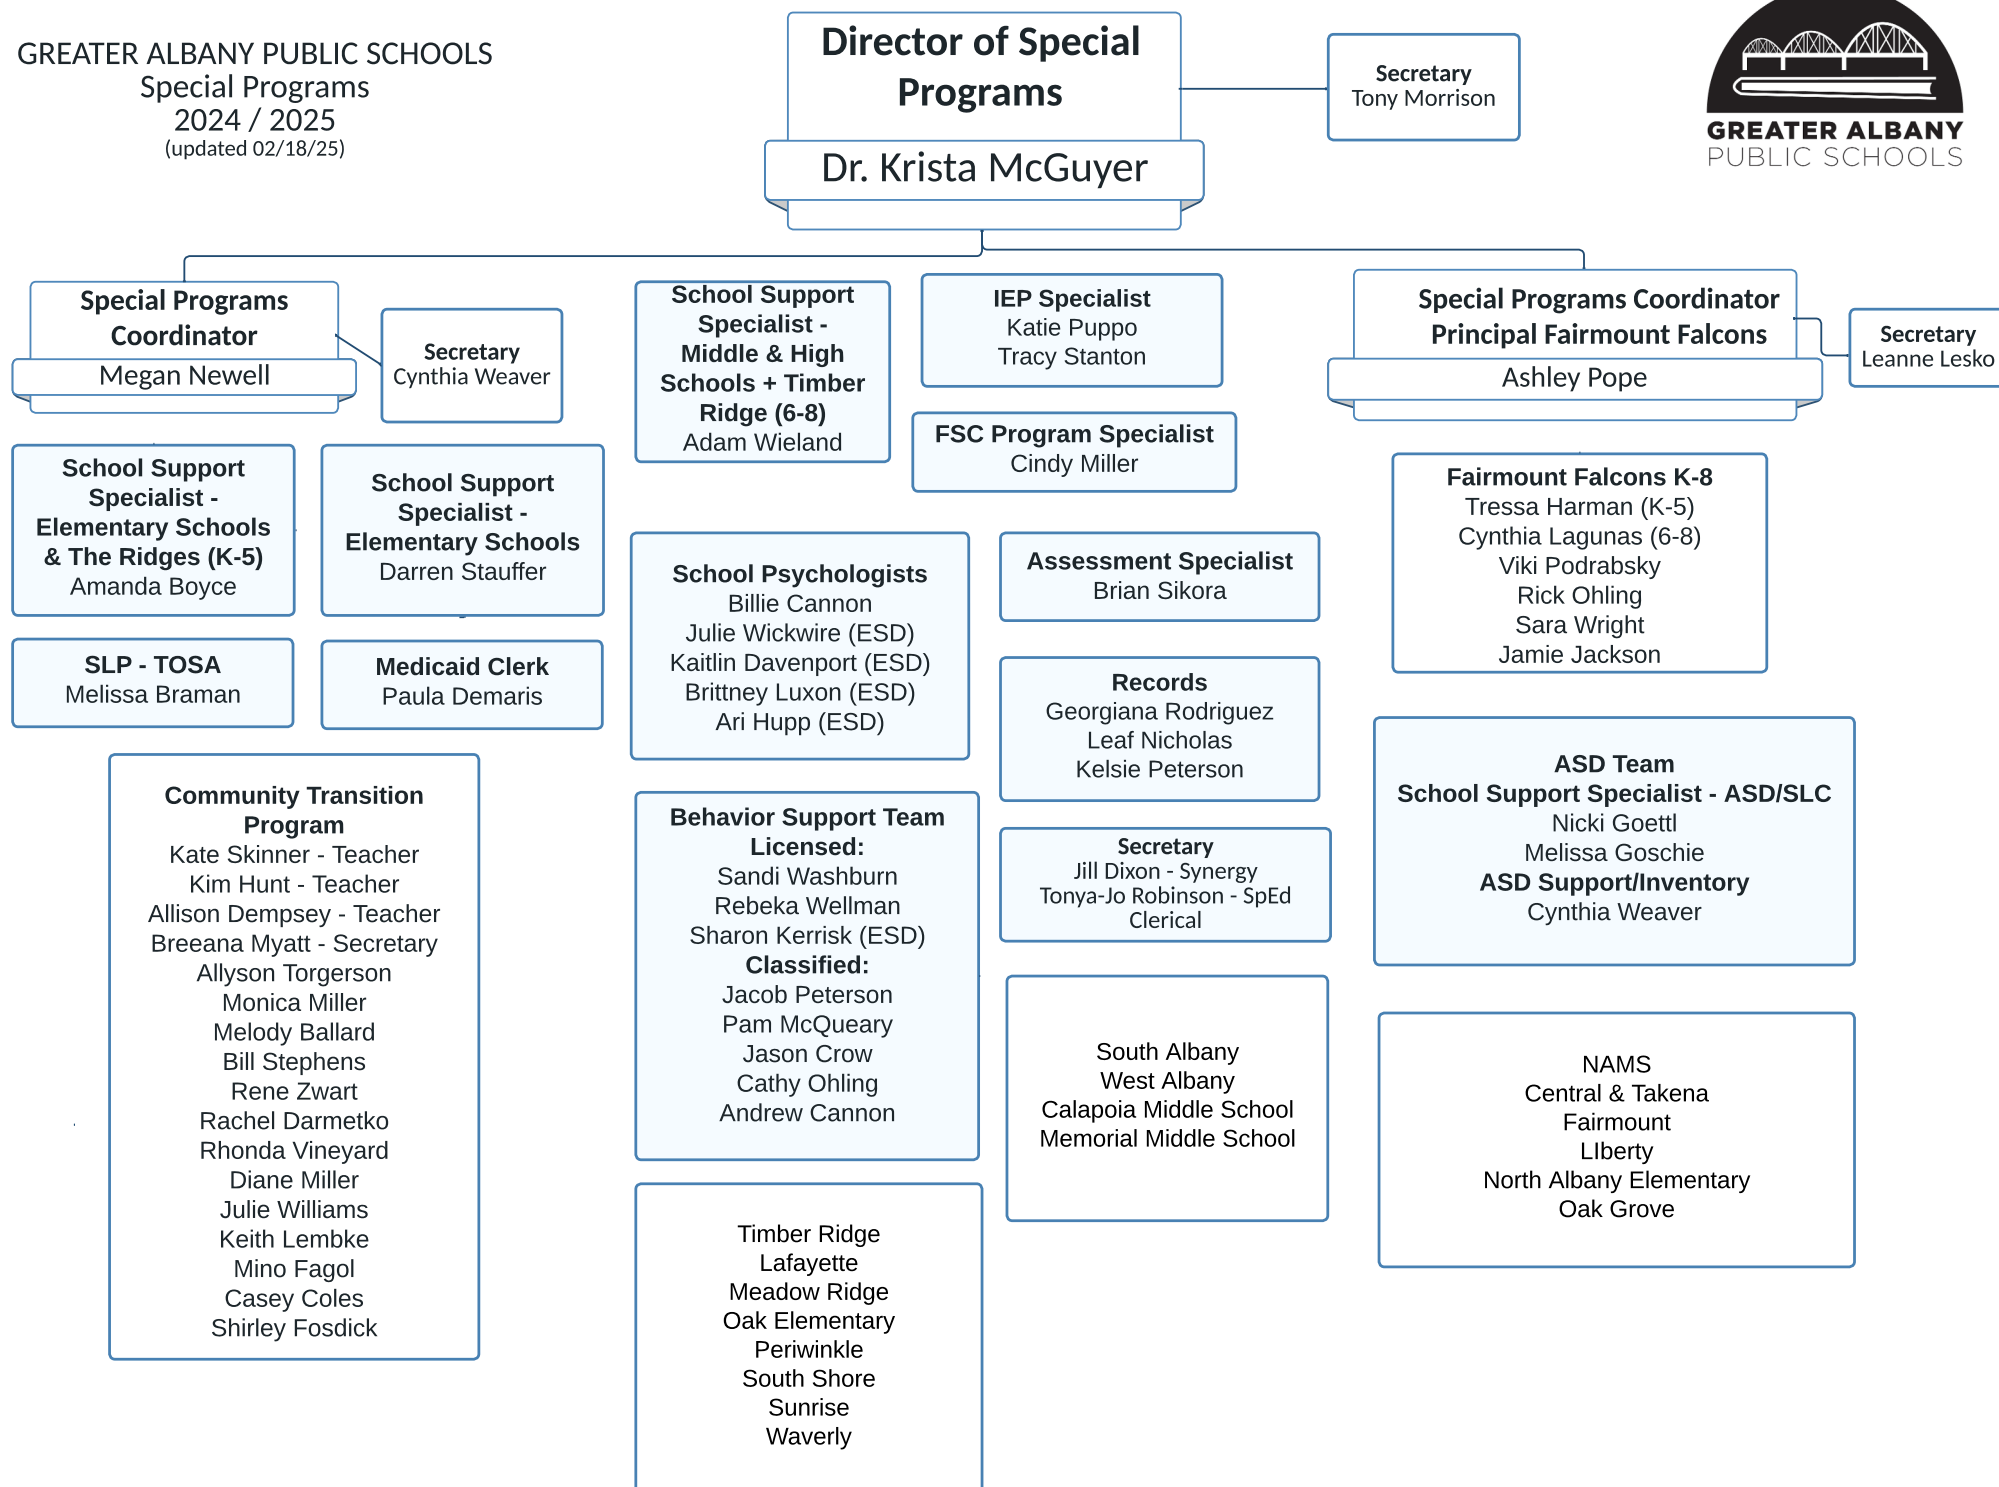 GREATER ALBANY PUBLIC SCHOOLS
Special Programs
2024 / 2025
(updated 02/18/25)
Director of Special
Programs
Dr. Krista McGuyer
Secretary
Tony Morrison
GREATER ALBANY
PUBLIC SCHOOLS
Special Programs
Coordinator
Megan Newell
Secretary
Cynthia Weaver
School Support
Specialist -
Middle & High
Schools + Timber
Ridge (6-8)
Adam Wieland
IEP Specialist
Katie Puppo
Tracy Stanton
FSC Program Specialist
Cindy Miller
Special Programs Coordinator
Principal Fairmount Falcons
Ashley Pope
Secretary
Leanne Lesko
School Support
Specialist -
Elementary Schools
& The Ridges (K-5)
Amanda Boyce
School Support
Specialist -
Elementary Schools
Darren Stauffer
SLP - TOSA
Melissa Braman
Medicaid Clerk
Paula Demaris
School Psychologists
Billie Cannon
Julie Wickwire (ESD)
Kaitlin Davenport (ESD)
Brittney Luxon (ESD)
Ari Hupp (ESD)
Assessment Specialist
Brian Sikora
Records
Georgiana Rodriguez
Leaf Nicholas
Kelsie Peterson
Fairmount Falcons K-8
Tressa Harman (K-5)
Cynthia Lagunas (6-8)
Viki Podrabsky
Rick Ohling
Sara Wright
Jamie Jackson
Community Transition
Program
Kate Skinner - Teacher
Kim Hunt - Teacher
Allison Dempsey - Teacher
Breeana Myatt - Secretary
Allyson Torgerson
Monica Miller
Melody Ballard
Bill Stephens
Rene Zwart
Rachel Darmetko
Rhonda Vineyard
Diane Miller
Julie Williams
Keith Lembke
Mino Fagol
Casey Coles
Shirley Fosdick
Behavior Support Team
Licensed:
Sandi Washburn
Rebeka Wellman
Sharon Kerrisk (ESD)
Classified:
Jacob Peterson
Pam McQueary
Jason Crow
Cathy Ohling
Andrew Cannon
Secretary
Jill Dixon - Synergy
Tonya-Jo Robinson - SpEd
Clerical
ASD Team
School Support Specialist - ASD/SLC
Nicki Goettl
Melissa Goschie
ASD Support/Inventory
Cynthia Weaver
South Albany
West Albany
Calapoia Middle School
Memorial Middle School
NAMS
Central & Takena
Fairmount
LIberty
North Albany Elementary
Oak Grove
Timber Ridge
Lafayette
Meadow Ridge
Oak Elementary
Periwinkle
South Shore
Sunrise
Waverly